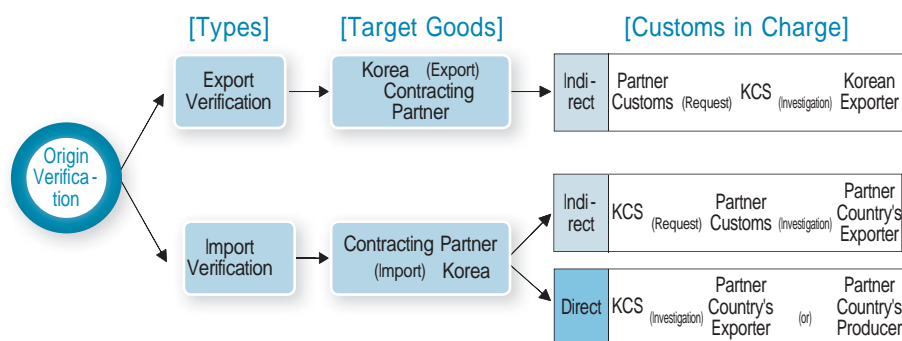 [Types] [Target Goods] [Customs in Charge]
Origin
Verifica-
tion
Export
Verification
Korea (Export)
Contracting
Partner
Indi-
rect
Partner
Customs (Request) KCS (Investigation) Korean
Exporter
Import
Verification
Contracting Partner
(Import) Korea
Indi-
rect
KCS (Request) Partner
Customs (Investigation) Partner
Country's
Exporter
Direct
KCS (Investigation) Partner
Country's
Exporter (or) Partner
Country's
Producer